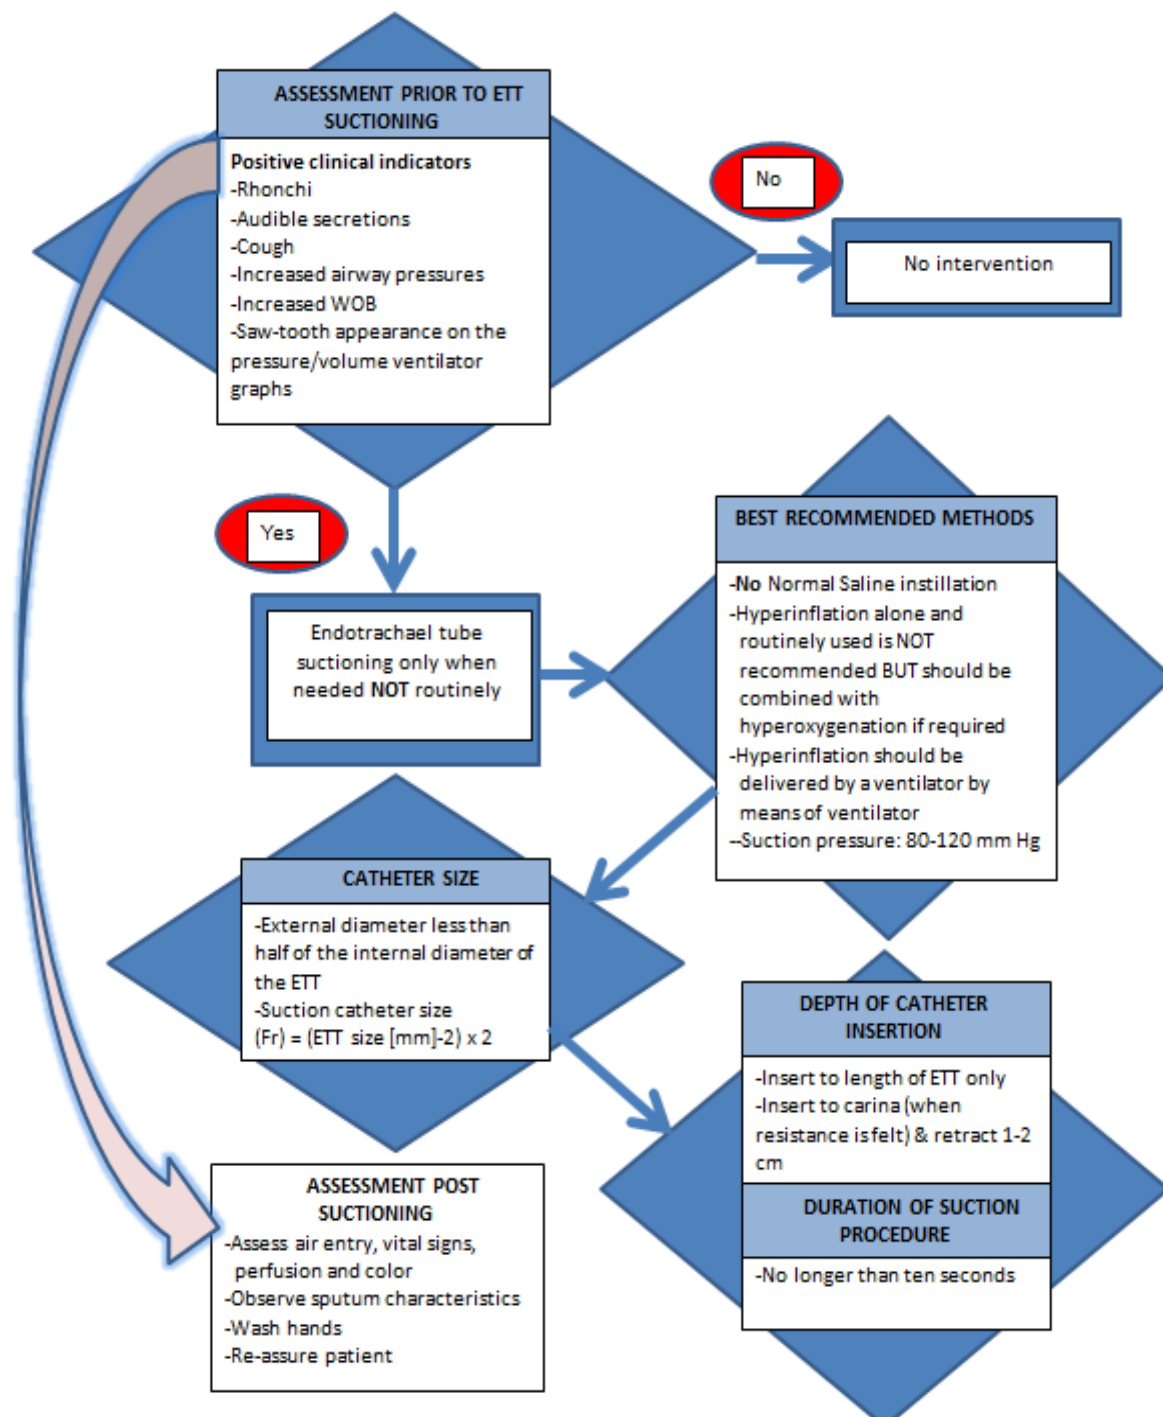 ASSESSMENT PRIOR TO ETT
SUCTIONING
Positive clinical indicators
-Rhonchi
-Audible secretions
-Cough
-Increased airway pressures
-Increased WOB
-Saw-tooth appearance on the
pressure/volume ventilator
graphs
No
No intervention
Yes
Endotrachael tube
suctioning only when
needed NOT routinely
BEST RECOMMENDED METHODS
-No Normal Saline instillation
-Hyperinflation alone and
routinely used is NOT
recommended BUT should be
combined with
hyperoxygenation if required
-Hyperinflation should be
delivered by a ventilator by
means of ventilator
--Suction pressure: 80-120 mm Hg
CATHETER SIZE
-External diameter less than
half of the internal diameter of
the ETT
-Suction catheter size
(Fr) = (ETT size [mm]-2) x 2
DEPTH OF CATHETER
INSERTION
-Insert to length of ETT only
-Insert to carina (when
resistance is felt) & retract 1-2
cm
DURATION OF SUCTION
PROCEDURE
-No longer than ten seconds
ASSESSMENT POST
SUCTIONING
-Assess air entry, vital signs,
perfusion and color
-Observe sputum characteristics
-Wash hands
-Re-assure patient